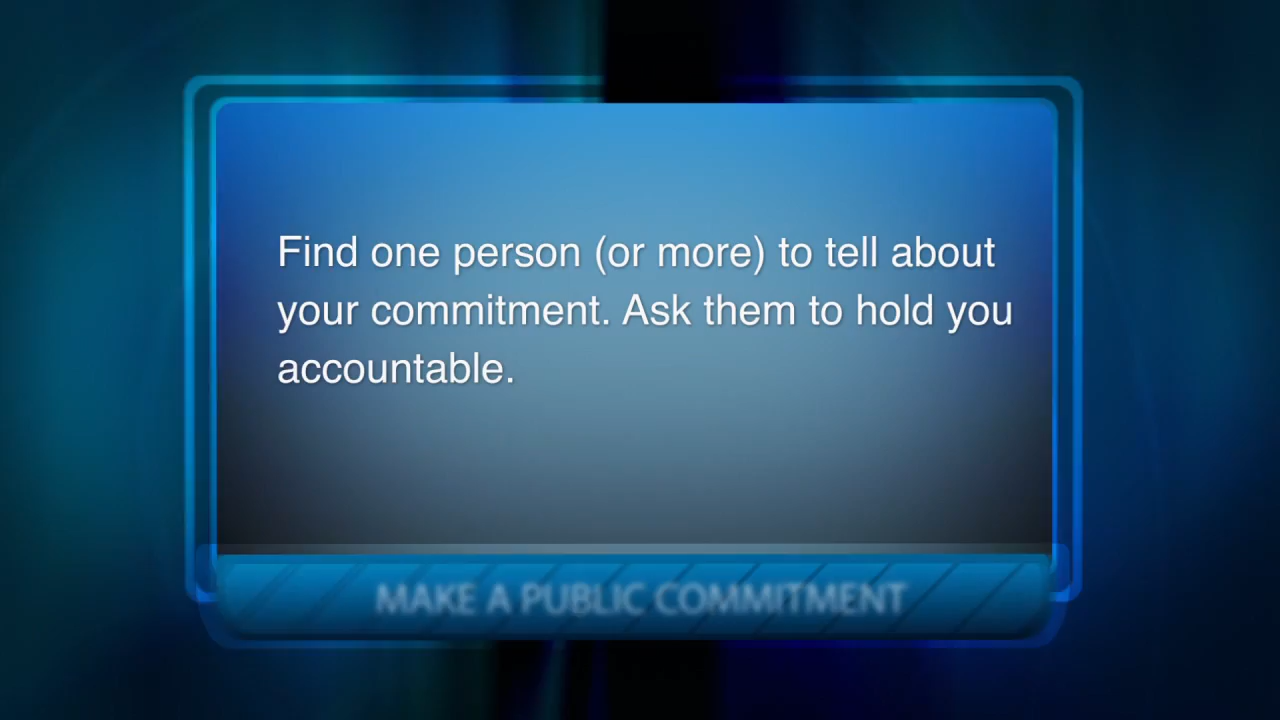 Find one person (or more) to tell about
your commitment. Ask them to hold you
accountable.
MAKE A PUBLIC COMMITMENT